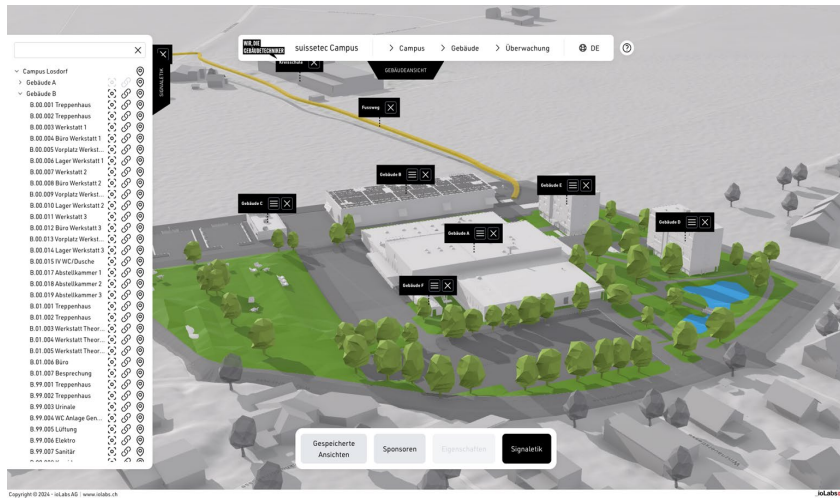 WIR, DIE
GEBÄUDETECHNIKER
suissetec Campus
Campus
Gebäude
Überwachung
DE
GEBÄUDEANSICHT
SIGNALETIK
Campus Losdorf
Gebäude A
Gebäude B
B.00.001 Treppenhaus
B.00.002 Treppenhaus
B.00.003 Werkstatt 1
B.00.004 Büro Werkstatt 1
B.00.005 Vorplatz Werkst...
B.00.006 Lager Werkstatt 1
B.00.007 Werkstatt 2
B.00.008 Büro Werkstatt 2
B.00.009 Vorplatz Werkst...
B.00.010 Lager Werkstatt 2
B.00.011 Werkstatt 3
B.00.012 Büro Werkstatt 3
B.00.013 Vorplatz Werkst...
B.00.014 Lager Werkstatt 3
B.00.015 IV WC/Dusche
B.00.017 Abstellkammer 1
B.00.018 Abstellkammer 2
B.00.019 Abstellkammer 3
B.01.001 Treppenhaus
B.01.002 Treppenhaus
B.01.003 Werkstatt Theor...
B.01.004 Werkstatt Theor...
B.01.005 Werkstatt Theor...
B.01.006 Büro
B.01.007 Besprechung
B.99.001 Treppenhaus
B.99.002 Treppenhaus
B.99.003 Urinale
B.99.004 WC Anlage Gen...
B.99.005 Lüftung
B.99.006 Elektro
B.99.007 Sanitär
Fussweg
Gebäude B
Gebäude E
Gebäude C
Gebäude D
Gebäude A
Gebäude F
Gespeicherte
Ansichten
Sponsoren
Eigenschaften
Signaletik
Copyright © 2024 - ioLabs AG | www.iolabs.ch
ioLabs